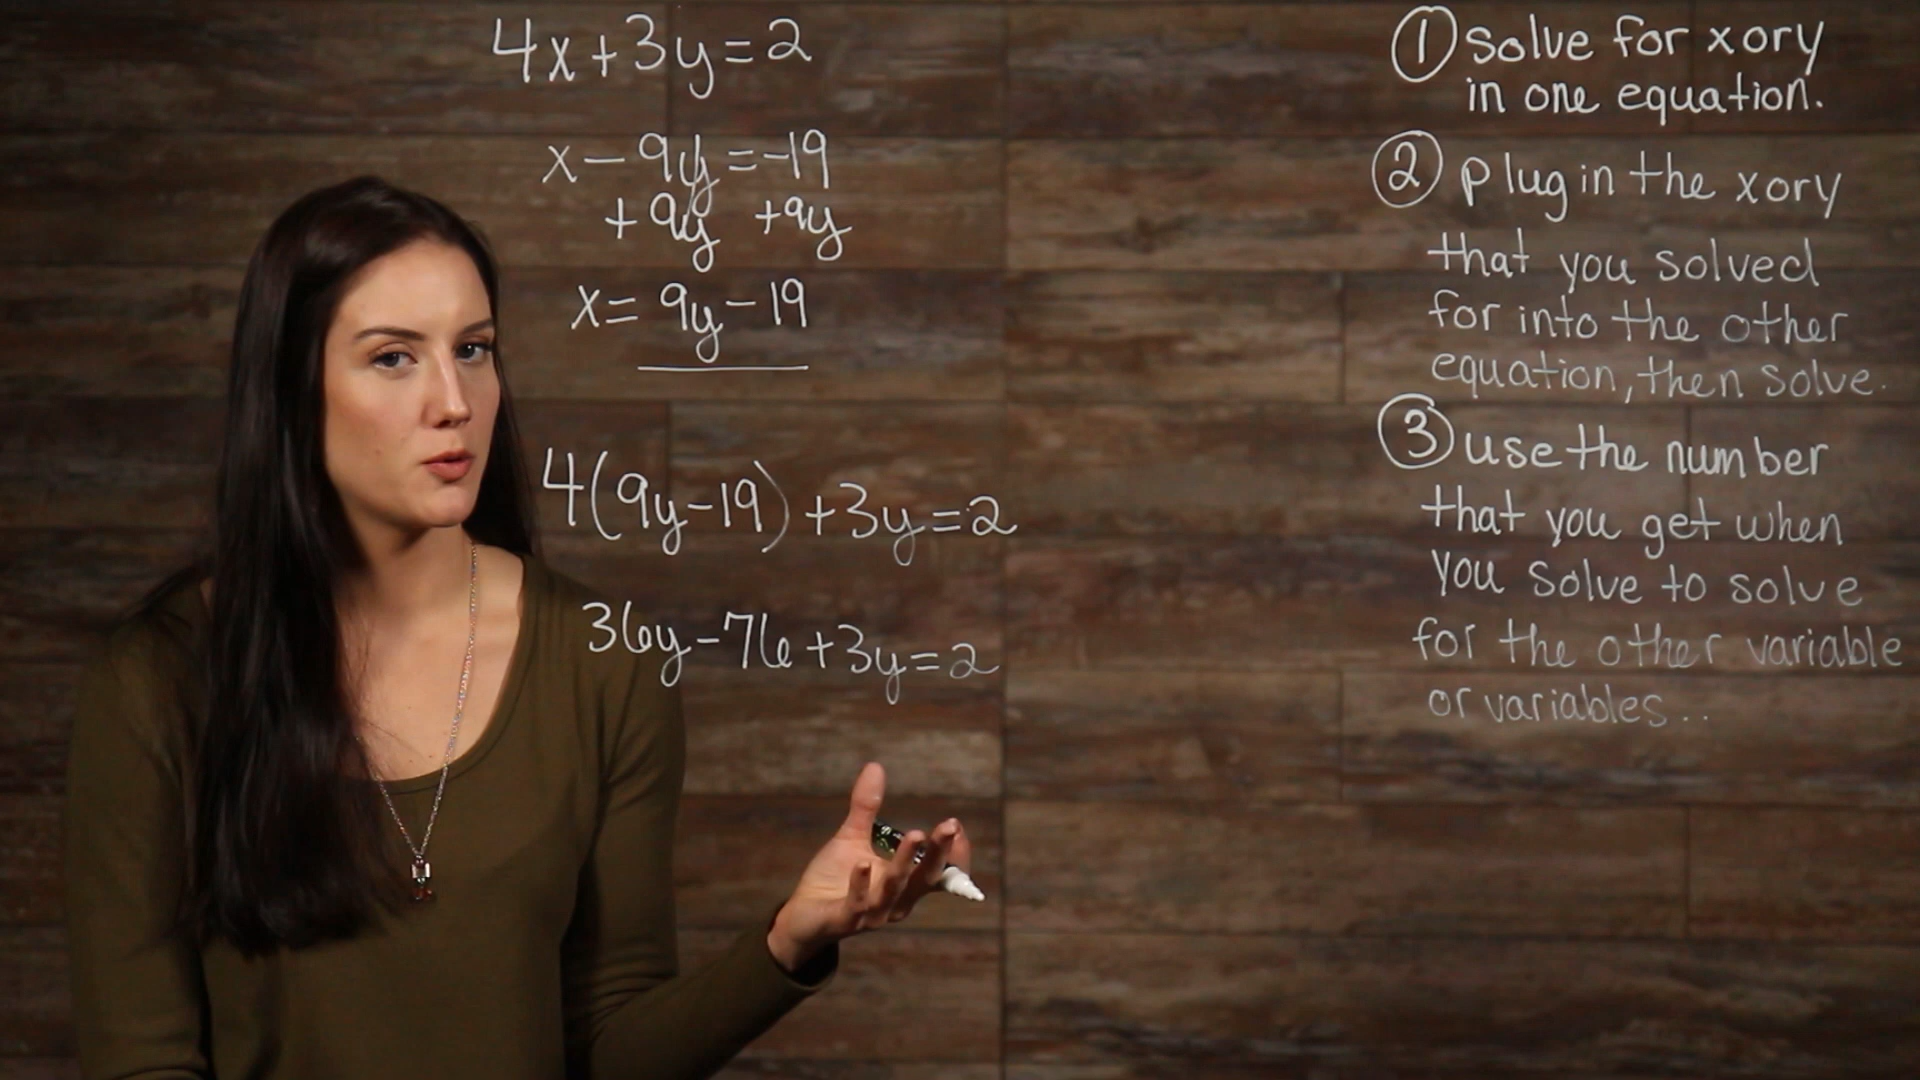 4x+3y=2
x-9y=-19
+9y +9y
x=9y-19
4(9y-19)+3y=2
36y-76+3y=2
① solve for x or y
in one equation.
② plug in the x or y
that you solved
for into the other
equation, then solve.
③ use the number
that you get when
you solve to solve
for the other variable
or variables..